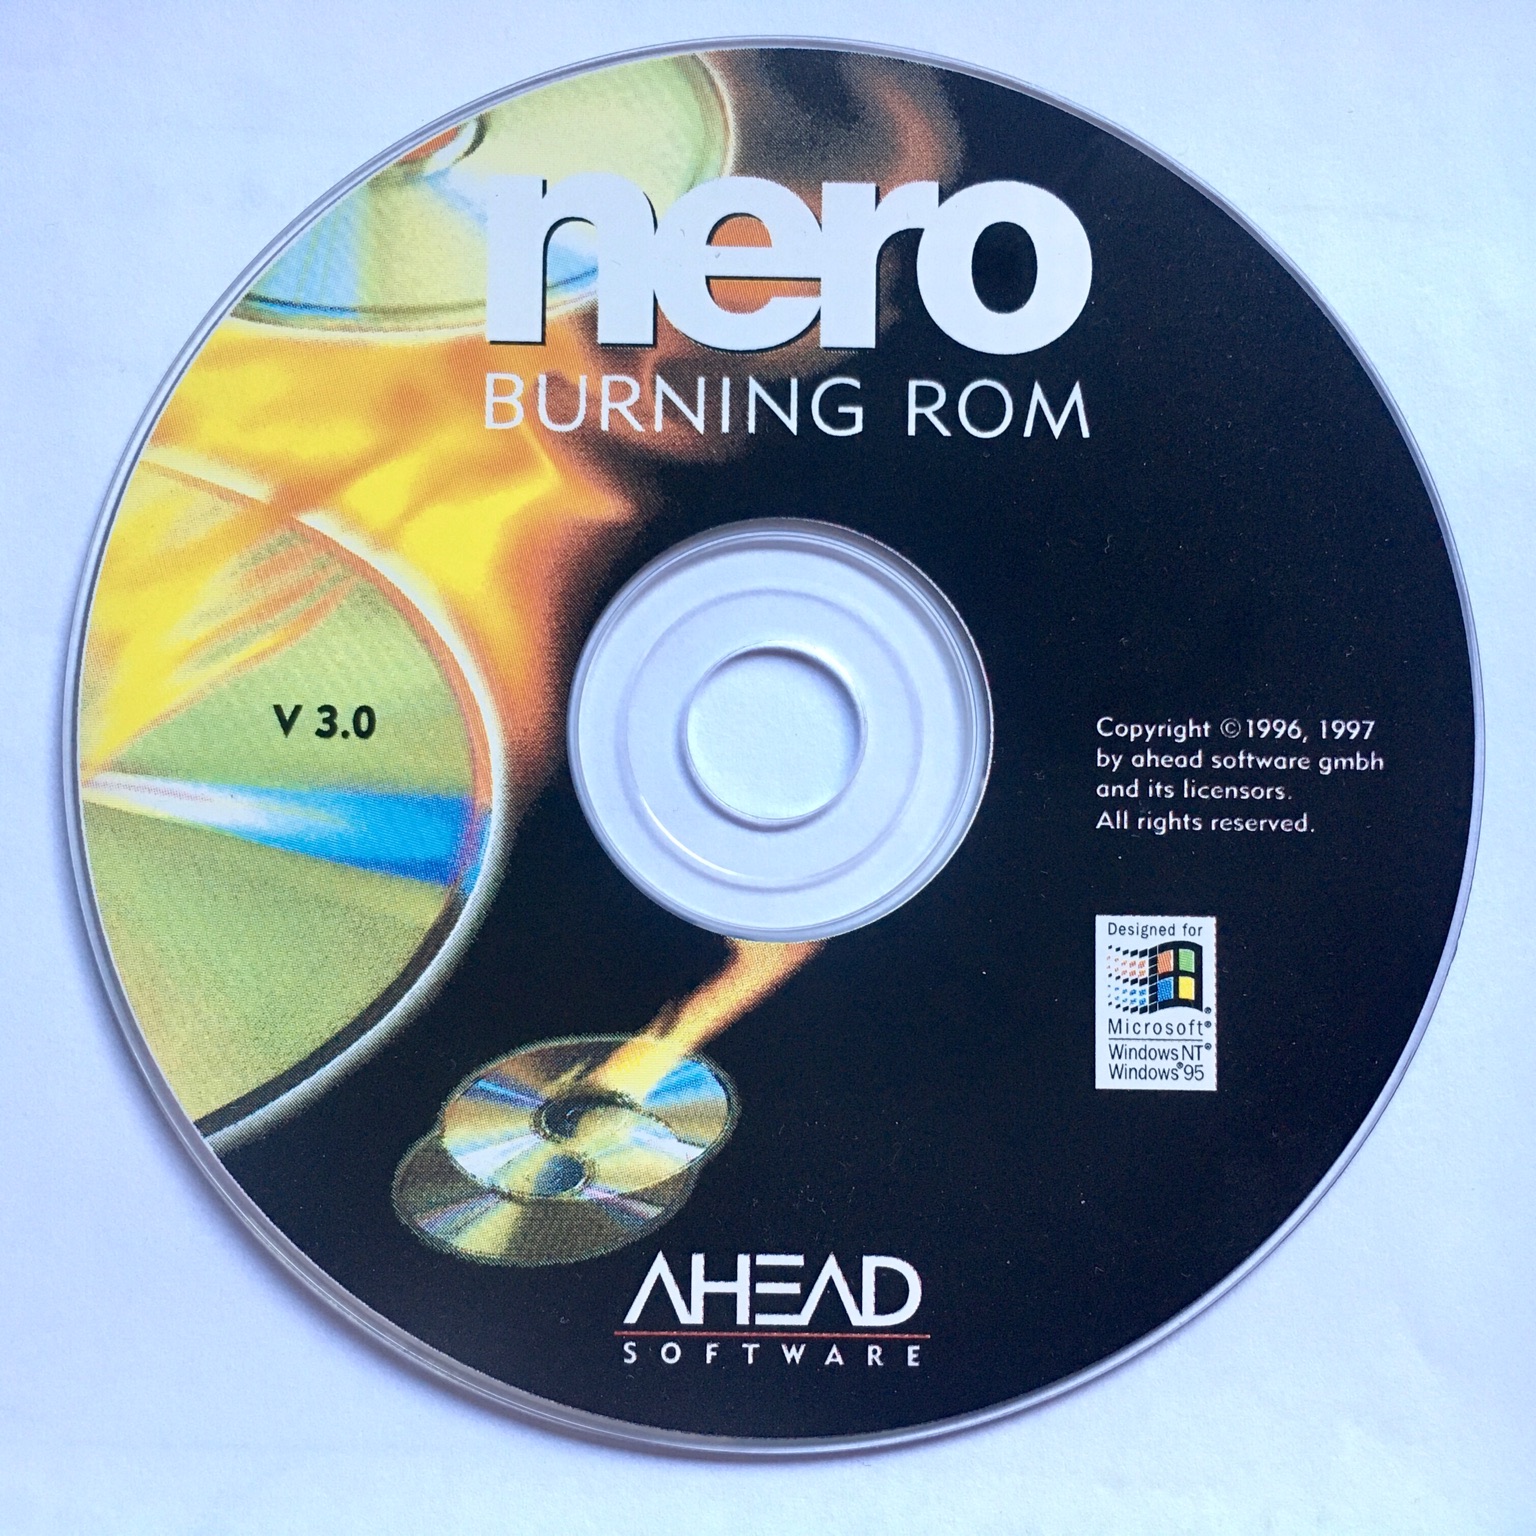 nero
BURNING ROM
V 3.0
Copyright ©1996, 1997
by ahead software gmbh
and its licensors.
All rights reserved.
Designed for
Microsoft®
Windows NT®
Windows®95
AHEAD
SOFTWARE